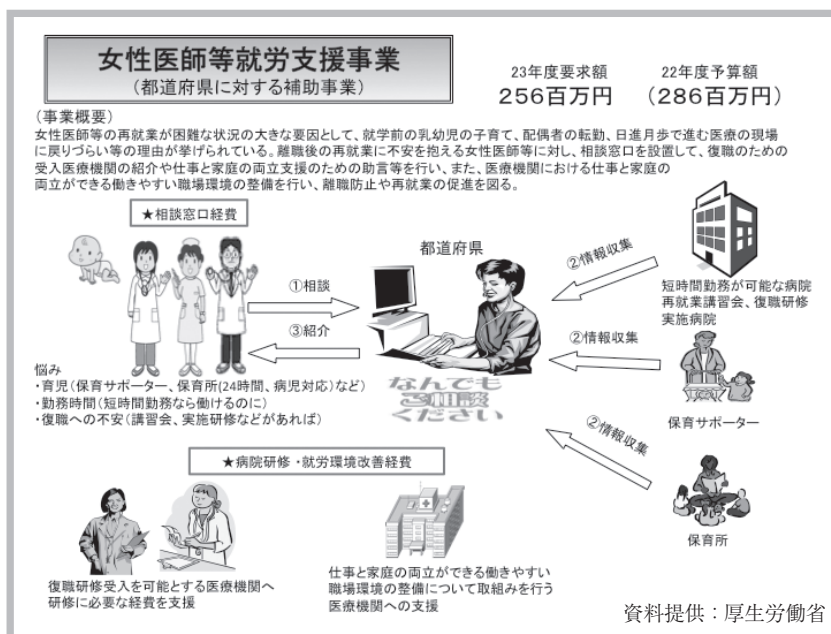 女性医師等就労支援事業
(都道府県に対する補助事業)
23年度要求額
256百万円
22年度予算額
(286百万円)
(事業概要)
女性医師等の再就業が困難な状況の大きな要因として、就学前の乳幼児の子育て、配偶者の転勤、日進月歩で進む医療の現場
に戻りづらい等の理由が挙げられている。離職後の再就業に不安を抱える女性医師等に対し、相談窓口を設置して、復職のための
受入医療機関の紹介や仕事と家庭の両立支援のための助言等を行い、また、医療機関における仕事と家庭の
両立ができる働きやすい職場環境の整備を行い、離職防止や再就業の促進を図る。
★相談窓口経費
都道府県
①相談
③紹介
②情報収集
短時間勤務が可能な病院
再就業講習会、復職研修
実施病院
②情報収集
保育サポーター
②情報収集
保育所
なんでも
ご相談
ください
悩み
・育児(保育サポーター、保育所(24時間、病児対応)など)
・勤務時間(短時間勤務なら働けるのに)
・復職への不安(講習会、実施研修などがあれば)
★病院研修・就労環境改善経費
復職研修受入を可能とする医療機関へ
研修に必要な経費を支援
仕事と家庭の両立ができる働きやすい
職場環境の整備について取組みを行う
医療機関への支援
資料提供:厚生労働省